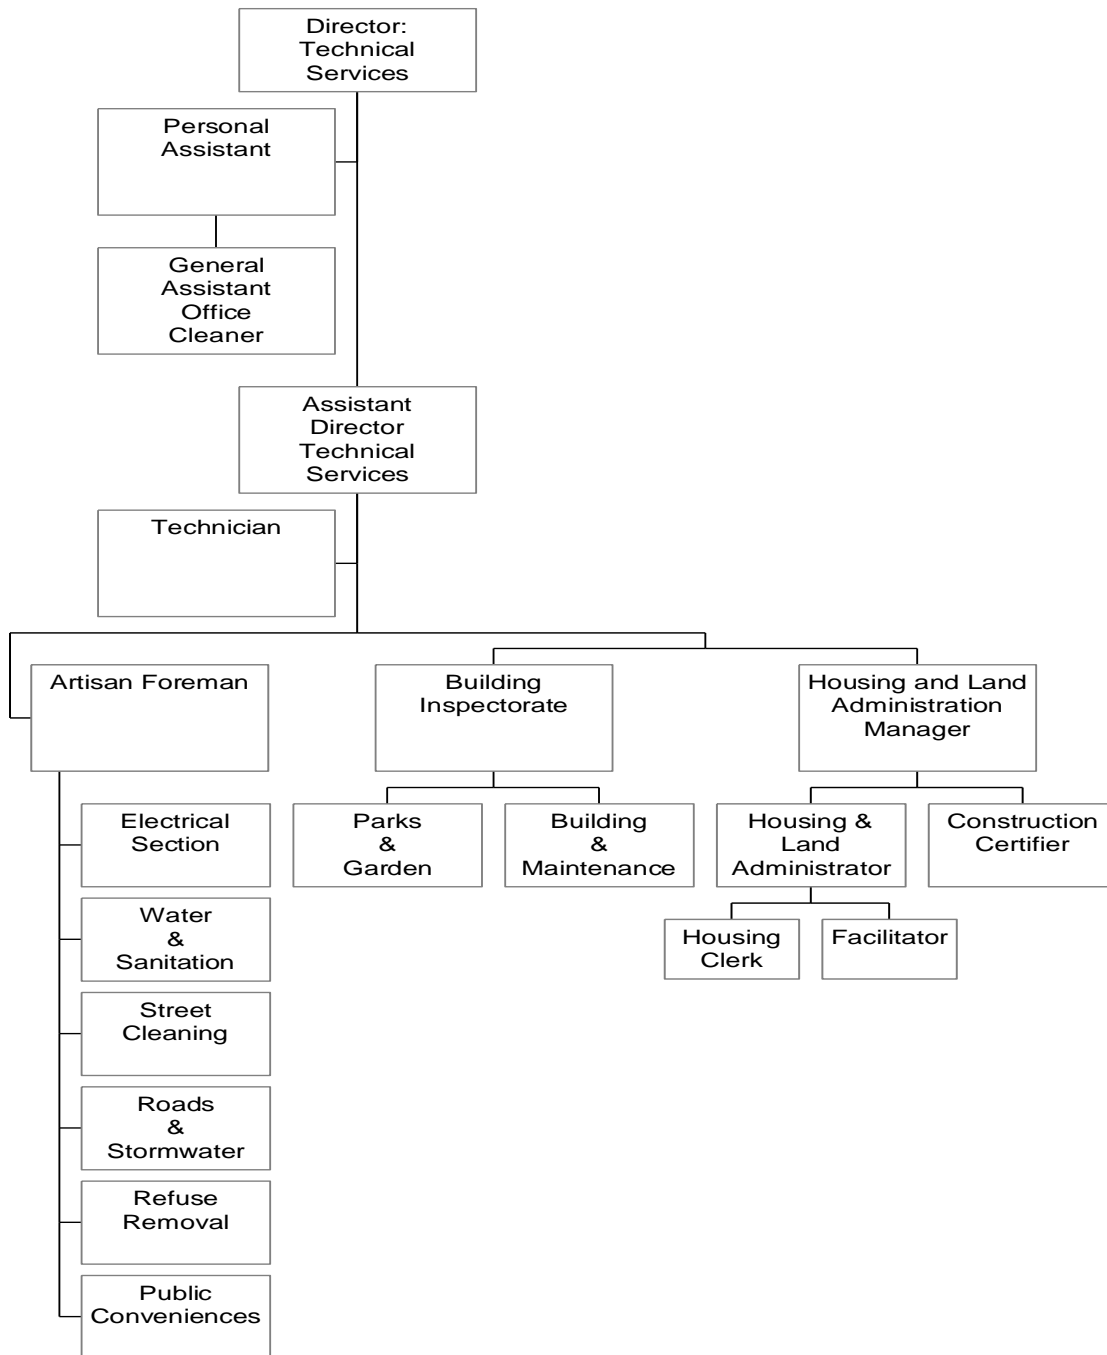 Director:
Technical
Services
Personal
Assistant
General
Assistant
Office
Cleaner
Assistant
Director
Technical
Services
Technician
Artisan Foreman
Building
Inspectorate
Housing and Land
Administration
Manager
Electrical
Section
Parks
&
Garden
Building
&
Maintenance
Housing &
Land
Administrator
Construction
Certifier
Water
&
Sanitation
Housing
Clerk
Facilitator
Street
Cleaning
Roads
&
Stormwater
Refuse
Removal
Public
Conveniences